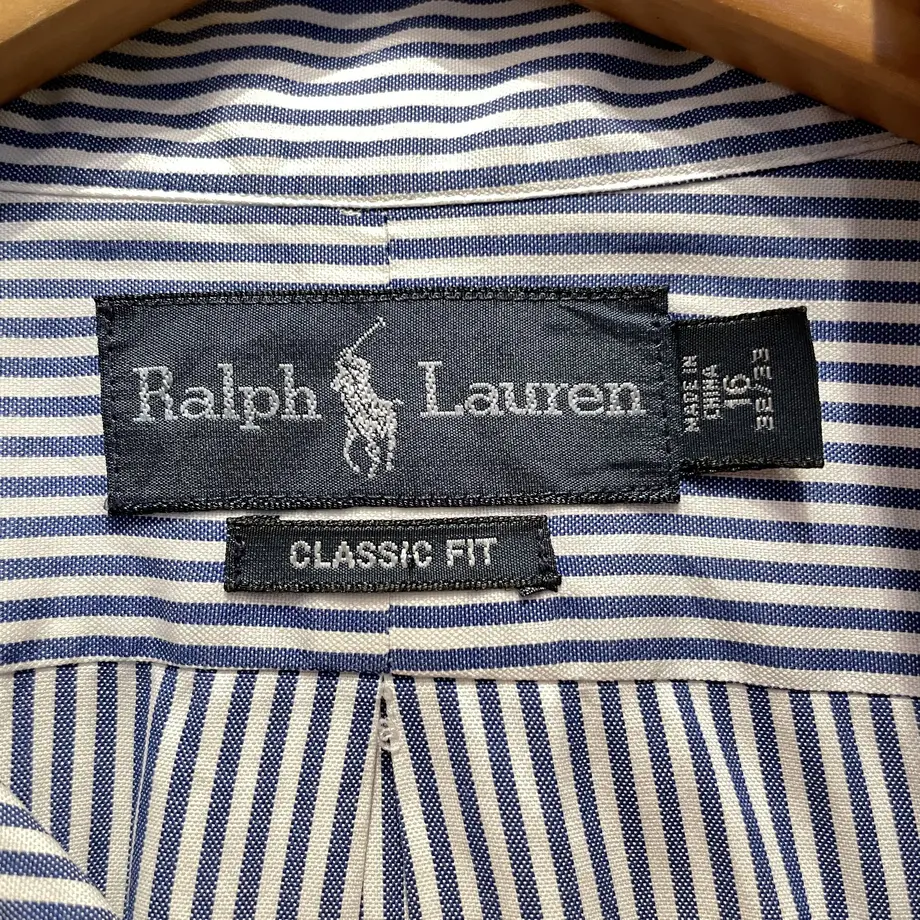 Ralph Lauren
MADE IN
CHINA
16
32/33
CLASSIC FIT